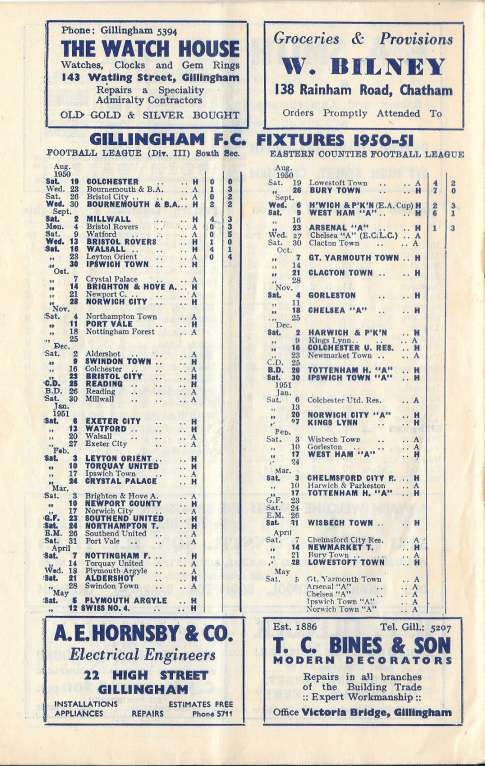 Phone: Gillingham 5394
THE WATCH HOUSE
Watches, Clocks and Gem Rings
143 Watling Street, Gillingham
Repairs a Speciality
Admiralty Contractors
OLD GOLD & SILVER BOUGHT
Groceries & Provisions
W. BILNEY
138 Rainham Road, Chatham
Orders Promptly Attended To
GILLINGHAM F.C. FIXTURES 1950-51
FOOTBALL LEAGUE (Div. III) South Sec.
Aug.
1950
Sat. 19 COLCHESTER .. H 0 0
Wed. 23 Bournemouth & B.A. .. A 1 3
Sat. 26 Bristol City .. .. A 0 2
Wed. 30 BOURNEMOUTH & B.A. .. H 2 2
Sept.
Sat. 2 MILLWALL .. .. H 4 3
Mon. 4 Bristol Rovers .. A 0 3
Sat. 9 Watford .. .. A 0 5
Wed. 13 BRISTOL ROVERS .. H 1 0
Sat. 16 WALSALL .. .. H 4 1
" 23 Leyton Orient .. .. A 0 4
" 30 IPSWICH TOWN .. H
Oct.
" 7 Crystal Palace .. A
" 14 BRIGHTON & HOVE A. .. H
" 21 Newport C. .. .. A
" 28 NORWICH CITY .. H
Nov.
Sat. 4 Northampton Town .. A
" 11 PORT VALE .. .. H
" 18 Nottingham Forest .. A
" 25
Dec.
Sat. 2 Aldershot .. .. A
" 9 SWINDON TOWN .. H
" 16 Colchester .. .. A
" 23 BRISTOL CITY .. H
C.D. 25 READING .. .. H
B.D. 26 Reading .. .. A
Sat. 30 Millwall .. .. A
Jan.
1951
Sat. 6 EXETER CITY .. H
" 13 WATFORD .. .. H
" 20 Walsall .. .. A
" 27 Exeter City .. .. A
Feb.
Sat. 3 LEYTON ORIENT .. H
" 10 TORQUAY UNITED H
" 17 Ipswich Town .. A
" 24 CRYSTAL PALACE .. H
Mar.
Sat. 3 Brighton & Hove A. .. A
" 10 NEWPORT COUNTY H
" 17 Norwich City .. A
G.F. 23 SOUTHEND UNITED H
Sat. 24 NORTHAMPTON T. .. H
E.M. 26 Southend United .. A
Sat. 31 Port Vale .. .. A
April
Sat. 7 NOTTINGHAM F. .. H
" 14 Torquay United .. A
Wed. 18 Plymouth Argyle .. A
Sat. 21 ALDERSHOT .. H
" 28 Swindon Town .. A
May
Sat. 5 PLYMOUTH ARGYLE .. H
" 12 SWISS NO. 4. .. H
EASTERN COUNTIES FOOTBALL LEAGUE
Aug.
1950
Sat. 19 Lowestoft Town .. A 4 2
" 26 BURY TOWN .. .. H 7 0
Sept.
Wed. 6 H'WICH & P'K'N (E.A.Cup) H 2 3
Sat. 9 WEST HAM "A" .. H 6 1
" 16
" 23 ARSENAL "A" .. H 1 3
Wed. 27 Chelsea "A" (E.C.L.C.) .. A
Sat. 30 Clacton Town .. A
Oct.
" 7 GT. YARMOUTH TOWN .. H
" 14
" 21 CLACTON TOWN .. H
" 28
Nov.
Sat. 4 GORLESTON .. H
" 11
" 18 CHELSEA "A" .. H
" 25
Dec.
Sat. 2 HARWICH & P'K'N .. H
" 9 Kings Lynn.. .. A
" 16 COLCHESTER U. RES. .. H
" 23 Newmarket Town .. A
C.D. 25
B.D. 26 TOTTENHAM H. "A" .. H
Sat. 30 IPSWICH TOWN "A" .. H
1951
Jan.
Sat. 6 Colchester Utd. Res. .. A
" 13
" 20 NORWICH CITY "A" .. H
" 27 KINGS LYNN .. H
Feb.
Sat. 3 Wisbech Town .. A
" 10 Gorleston .. .. A
" 17 WEST HAM "A" .. H
" 24
Mar.
Sat. 3 CHELMSFORD CITY R. .. H
" 10 Harwich & Parkeston .. A
" 17 TOTTENHAM H. "A" .. H
G.F. 23
Sat. 24
E.M. 26
Sat. 31 WISBECH TOWN .. H
April
Sat. 7 Chelmsford City Res. .. A
" 14 NEWMARKET T. .. H
" 21 Bury Town .. .. A
" 28 LOWESTOFT TOWN .. H
May
Sat. 5 Gt. Yarmouth Town .. A
Arsenal "A" .. .. A
Chelsea "A" .. .. A
Ipswich Town "A" .. A
Norwich Town "A" .. A
A. E. HORNSBY & CO.
Electrical Engineers
22 HIGH STREET
GILLINGHAM
INSTALLATIONS ESTIMATES FREE
APPLIANCES REPAIRS Phone 5711
Est. 1886 Tel. Gill.: 5207
T. C. BINES & SON
MODERN DECORATORS
Repairs in all branches
of the Building Trade
:: Expert Workmanship ::
Office Victoria Bridge, Gillingham